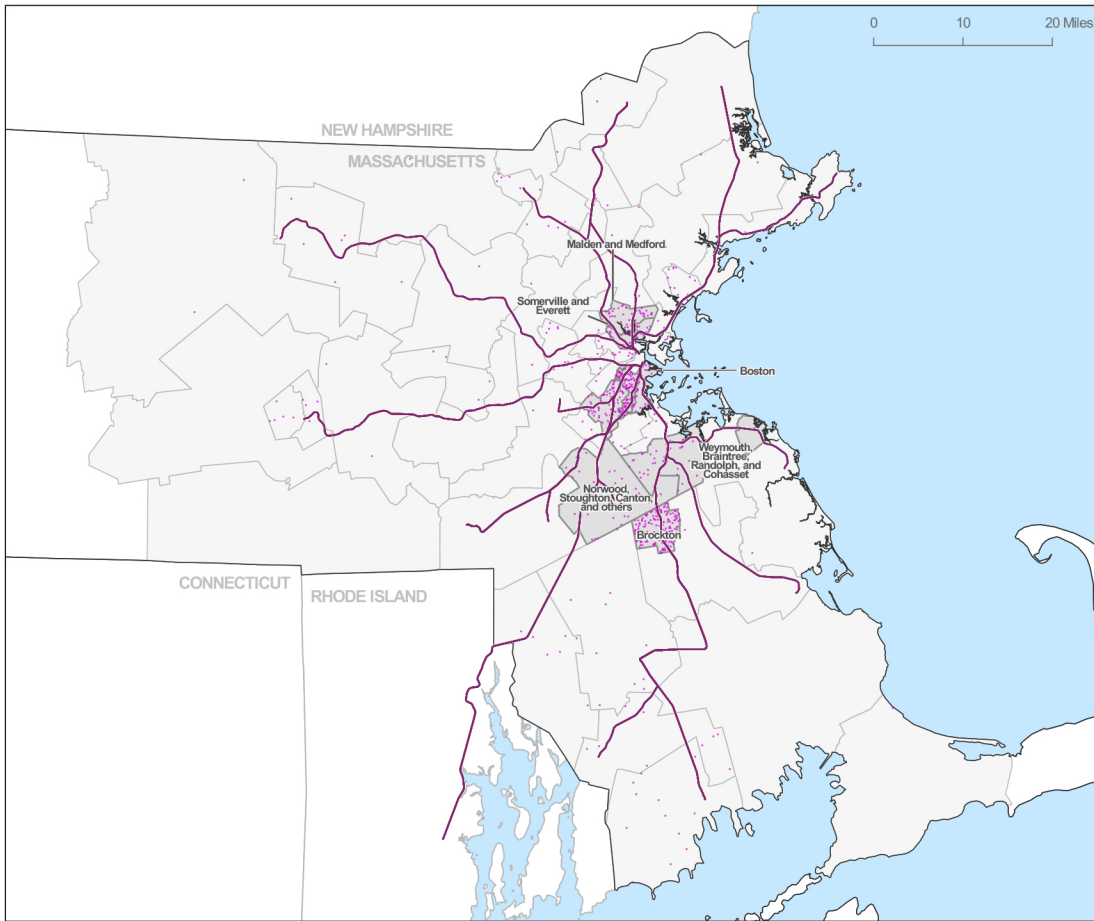 0 10 20 Miles
NEW HAMPSHIRE
MASSACHUSETTS
Malden and Medford
Somerville and
Everett
Boston
Weymouth,
Braintree,
Randolph, and
Cohasset
Norwood,
Stoughton, Canton,
and others
Brockton
CONNECTICUT
RHODE ISLAND